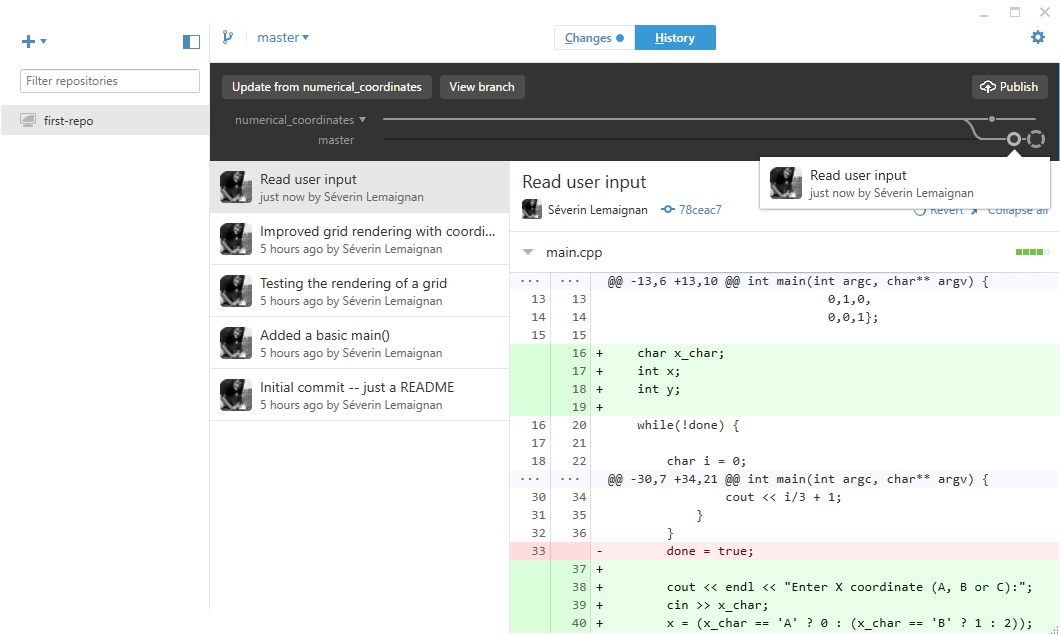 master
Changes
History
Filter repositories
first-repo
Update from numerical_coordinates
View branch
Publish
numerical_coordinates
master
Read user input
just now by Séverin Lemaignan
Improved grid rendering with coordi...
5 hours ago by Séverin Lemaignan
Testing the rendering of a grid
5 hours ago by Séverin Lemaignan
Added a basic main()
5 hours ago by Séverin Lemaignan
Initial commit -- just a README
5 hours ago by Séverin Lemaignan
Read user input
Séverin Lemaignan
78ceac7
Read user input
just now by Séverin Lemaignan
Revert
Collapse all
main.cpp
... ... @@ -13,6 +13,10 @@ int main(int argc, char** argv) {
13 13 0,1,0,
14 14 0,0,1};
15 15
16 + char x_char;
17 + int x;
18 + int y;
19 +
16 20 while(!done) {
17 21
18 22 char i = 0;
... ... @@ -30,7 +34,21 @@ int main(int argc, char** argv) {
30 34 cout << i/3 + 1;
31 35 }
32 36 }
33 - done = true;
37 +
38 + cout << endl << "Enter X coordinate (A, B or C):";
39 + cin >> x_char;
40 + x = (x_char == 'A' ? 0 : (x_char == 'B' ? 1 : 2));